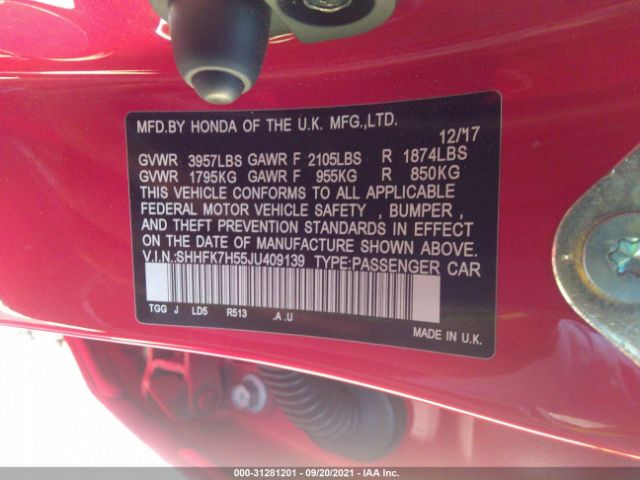 MFD.BY HONDA OF THE U.K. MFG.,LTD.
12/17
GVWR 3957LBS GAWR F 2105LBS R 1874LBS
GVWR 1795KG GAWR F 955KG R 850KG
THIS VEHICLE CONFORMS TO ALL APPLICABLE
FEDERAL MOTOR VEHICLE SAFETY , BUMPER ,
AND THEFT PREVENTION STANDARDS IN EFFECT
ON THE DATE OF MANUFACTURE SHOWN ABOVE.
V.I.N.:SHHFK7H55JU409139 TYPE:PASSENGER CAR
TGG J LD5 R513 .A .U
MADE IN U.K.
000-31281201 - 09/20/2021 - IAA Inc.